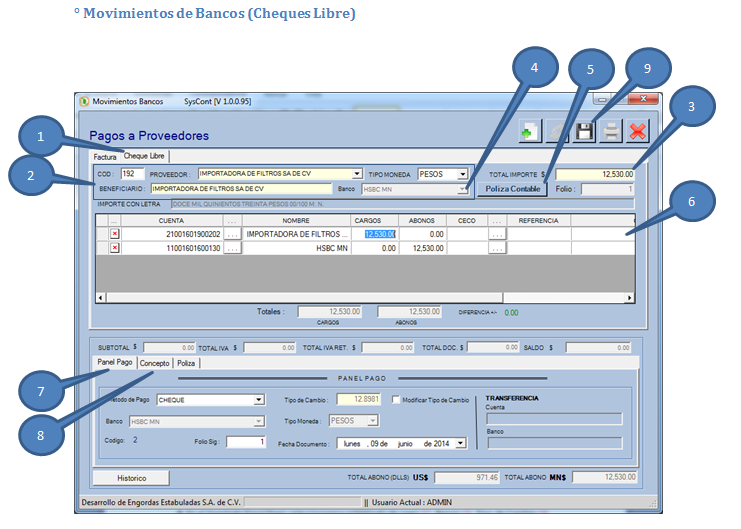 ° Movimientos de Bancos (Cheques Libre)
4
5
9
3
1
2
6
7
8
Movimientos Bancos SysCont [V 1.0.0.95]
Pagos a Proveedores
Factura Cheque Libre
COD : 192 PROVEEDOR : IMPORTADORA DE FILTROS SA DE CV TIPO MONEDA PESOS TOTAL IMPORTE $ 12,530.00
BENEFICIARIO : IMPORTADORA DE FILTROS SA DE CV Banco HSBC MN Poliza Contable Folio : 1
IMPORTE CON LETRA DOCE MIL QUINIENTOS TREINTA PESOS 00/100 M. N.
... CUENTA ... NOMBRE CARGOS ABONOS CECO ... REFERENCIA
21001601900202 ... IMPORTADORA DE FILTROS ... 12,530.00 0.00 ...
11001601600130 ... HSBC MN 0.00 12,530.00 ...
Totales : 12,530.00 12,530.00 DIFERENCIA +/- 0.00
CARGOS ABONOS
SUBTOTAL $ 0.00 TOTAL IVA $ 0.00 TOTAL IVA RET. $ 0.00 TOTAL DOC. $ 0.00 SALDO $ 0.00
Panel Pago Concepto Poliza
PANEL PAGO
Metodo de Pago CHEQUE Tipo de Cambio : 12.8981 Modificar Tipo de Cambio TRANSFERENCIA
Cuenta
Banco HSBC MN Tipo Moneda : PESOS
Banco
Codigo: 2 Folio Sig : 1 Fecha Documento : lunes , 09 de junio de 2014
Historico TOTAL ABONO (DLLS) US$ 971.46 TOTAL ABONO MN$ 12,530.00
Desarrollo de Engordas Estabuladas S.A. de C.V. || Usuario Actual : ADMIN